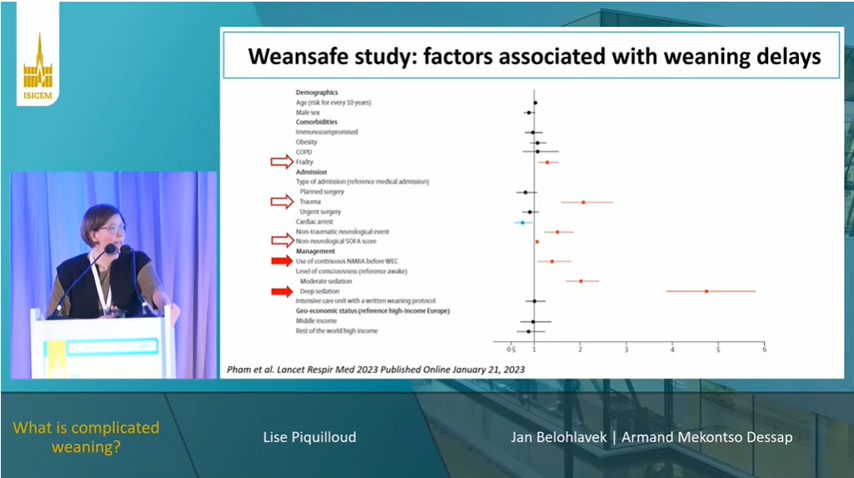 ISICEM
Weansafe study: factors associated with weaning delays
Demographics
Age (risk for every 10 years)
Male sex
Comorbidities
Immunocompromised
Obesity
COPD
Frailty
Admission
Type of admission (reference medical admission)
Planned surgery
Trauma
Urgent surgery
Cardiac arrest
Non-traumatic neurological event
Non-neurological SOFA score
Management
Use of continuous NMBA before WEC
Level of consciousness (reference awake)
Moderate sedation
Deep sedation
Intensive care unit with a written weaning protocol
Geo-economic status (reference high-income Europe)
Middle income
Rest of the world high income
0·5 1 2 3 4 5 6
Pham et al. Lancet Respir Med 2023 Published Online January 21, 2023
What is complicated
weaning?
Lise Piquilloud
Jan Belohlavek | Armand Mekontso Dessap